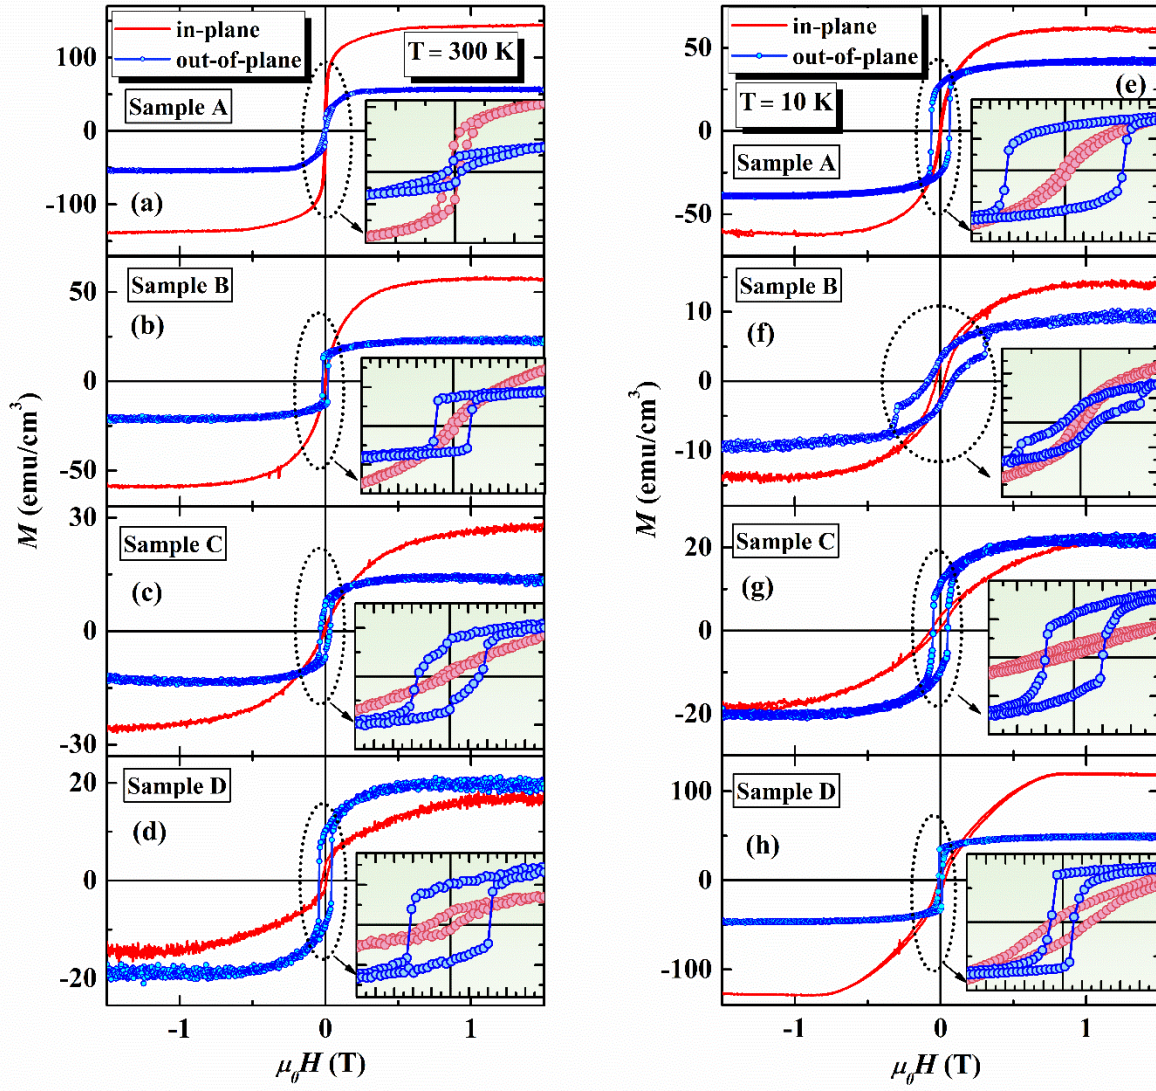 in-plane
out-of-plane
T = 300 K
Sample A
(a)
100
0
-100
Sample B
(b)
50
0
-50
Sample C
(c)
30
0
-30
Sample D
(d)
20
0
-20
-1
0
1
M (emu/cm³)
μ₀H (T)
in-plane
out-of-plane
T = 10 K
(e)
Sample A
50
0
-50
Sample B
(f)
10
0
-10
Sample C
(g)
20
0
-20
Sample D
(h)
100
0
-100
-1
0
1
M (emu/cm³)
μ₀H (T)